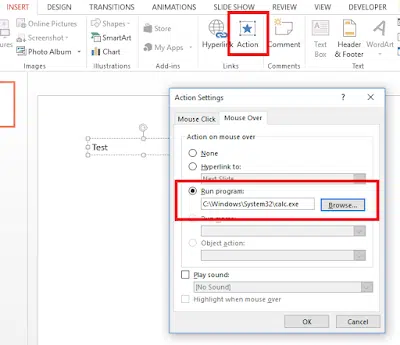 INSERT
DESIGN
TRANSITIONS
ANIMATIONS
SLIDE SHOW
REVIEW
VIEW
DEVELOPER
Online Pictures
Shapes
Store
Screenshot
SmartArt
My Apps
Photo Album
Chart
Hyperlink
Action
Comment
Text
Box
Header
& Footer
WordArt
Images
Illustrations
Add-ins
Links
Comments
Text
Test
Action Settings
?
Mouse Click
Mouse Over
Action on mouse over
None
Hyperlink to:
Next Slide
Run program:
C:\Windows\System32\calc.exe
Browse...
Run macro:
Object action:
Play sound:
[No Sound]
Highlight when mouse over
OK
Cancel